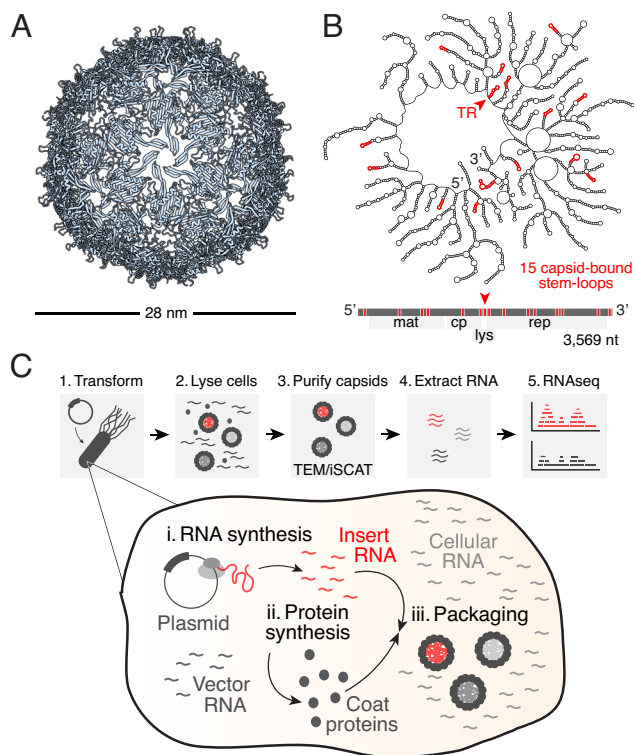 A
28 nm
B
TR
3'
5'
15 capsid-bound
stem-loops
5'
3'
mat
cp
rep
lys
3,569 nt
C
1. Transform
2. Lyse cells
3. Purify capsids
4. Extract RNA
5. RNAseq
TEM/iSCAT
i. RNA synthesis
Insert
RNA
Cellular
RNA
Plasmid
ii. Protein
synthesis
iii. Packaging
Vector
RNA
Coat
proteins